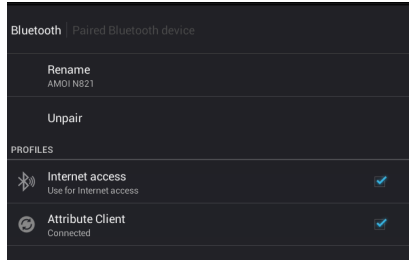 Bluetooth Paired Bluetooth device
Rename
AMOI N821
Unpair
PROFILES
Internet access
Use for Internet access
Attribute Client
Connected